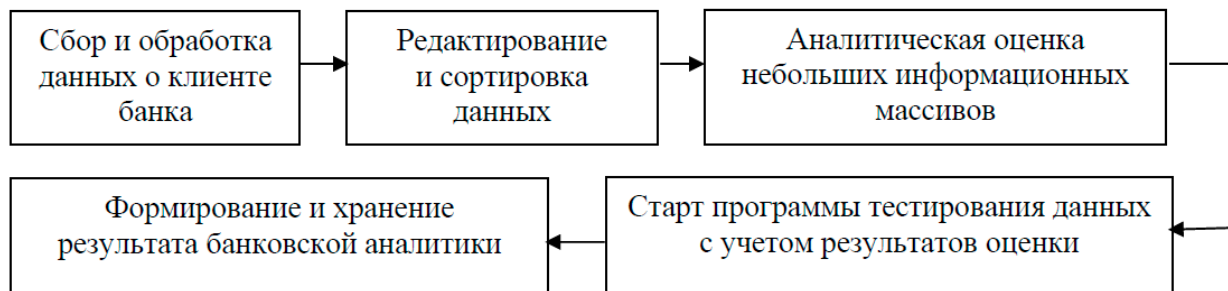 Сбор и обработка
данных о клиенте
банка
Редактирование
и сортировка
данных
Аналитическая оценка
небольших информационных
массивов
Старт программы тестирования данных
с учетом результатов оценки
Формирование и хранение
результата банковской аналитики